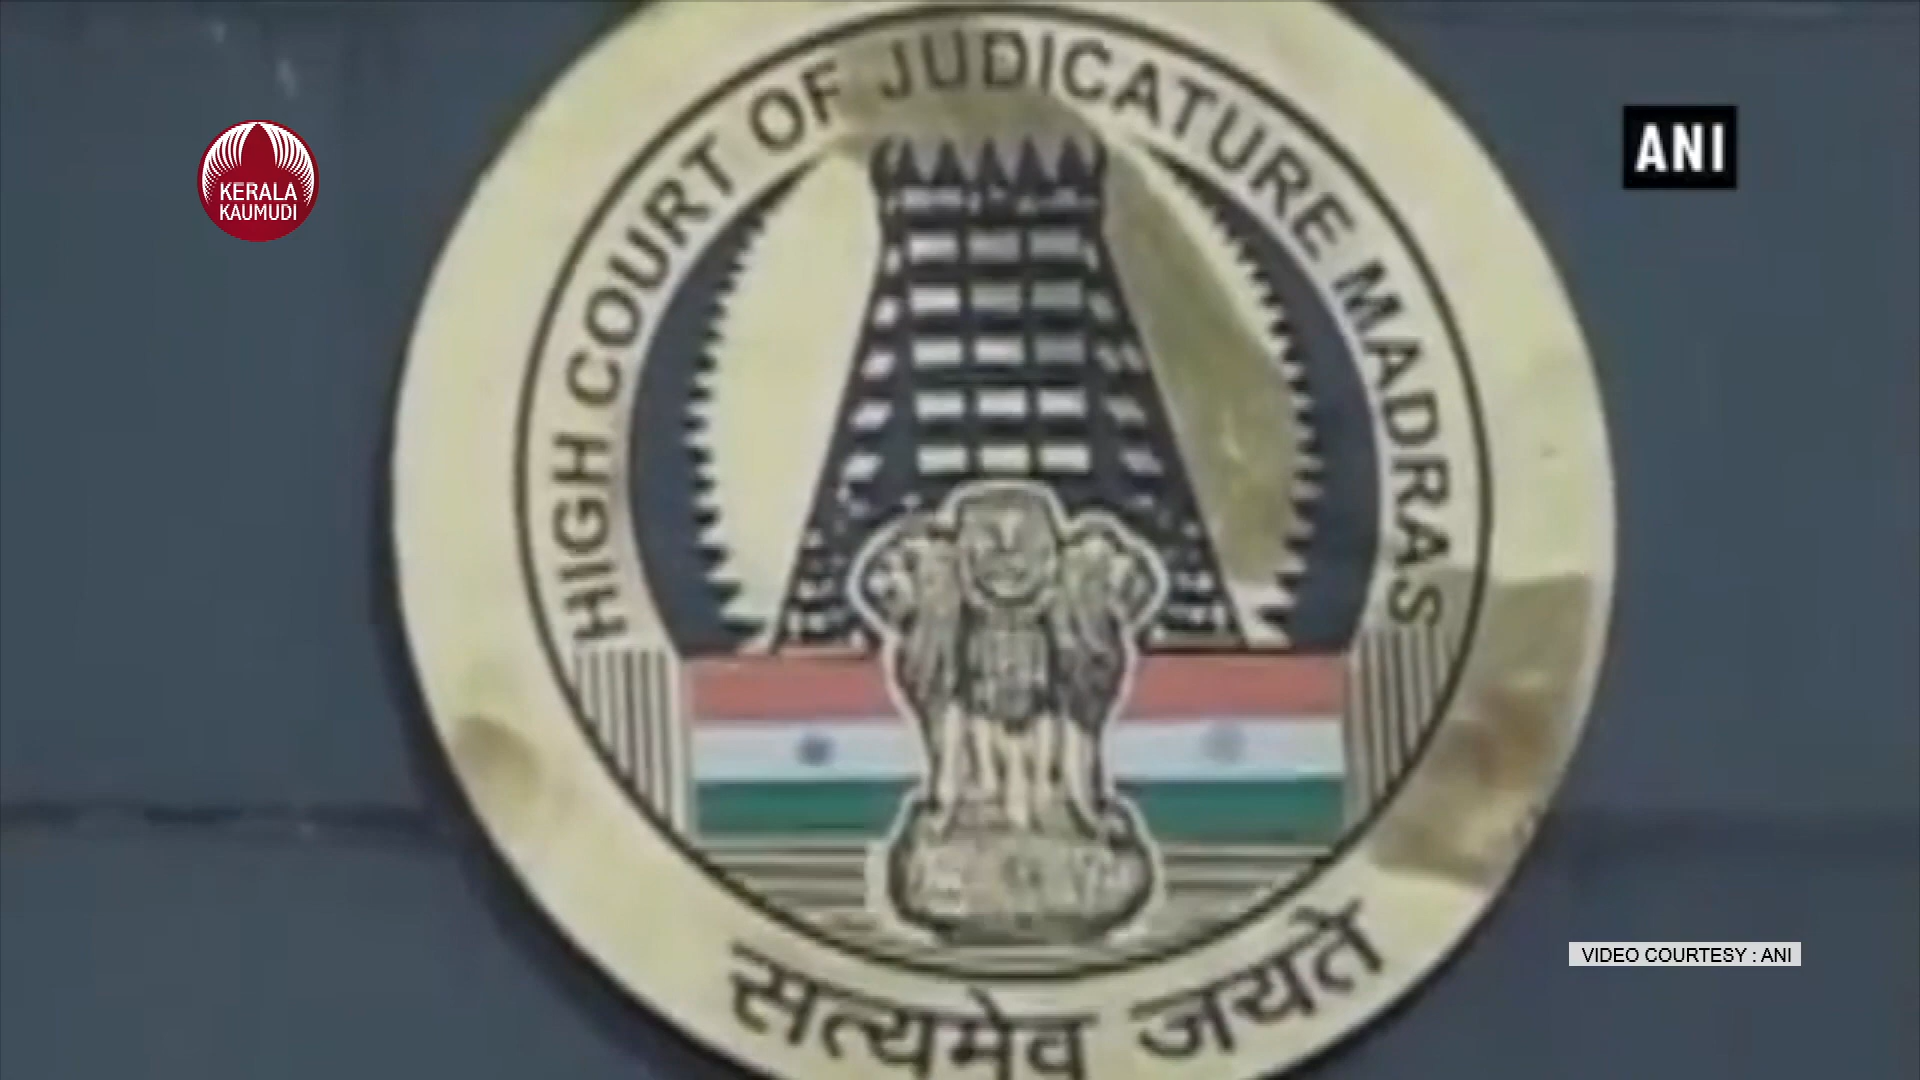 HIGH COURT OF JUDICATURE MADRAS
KERALA
KAUMUDI
ANI
VIDEO COURTESY : ANI
सत्यमेव जयते